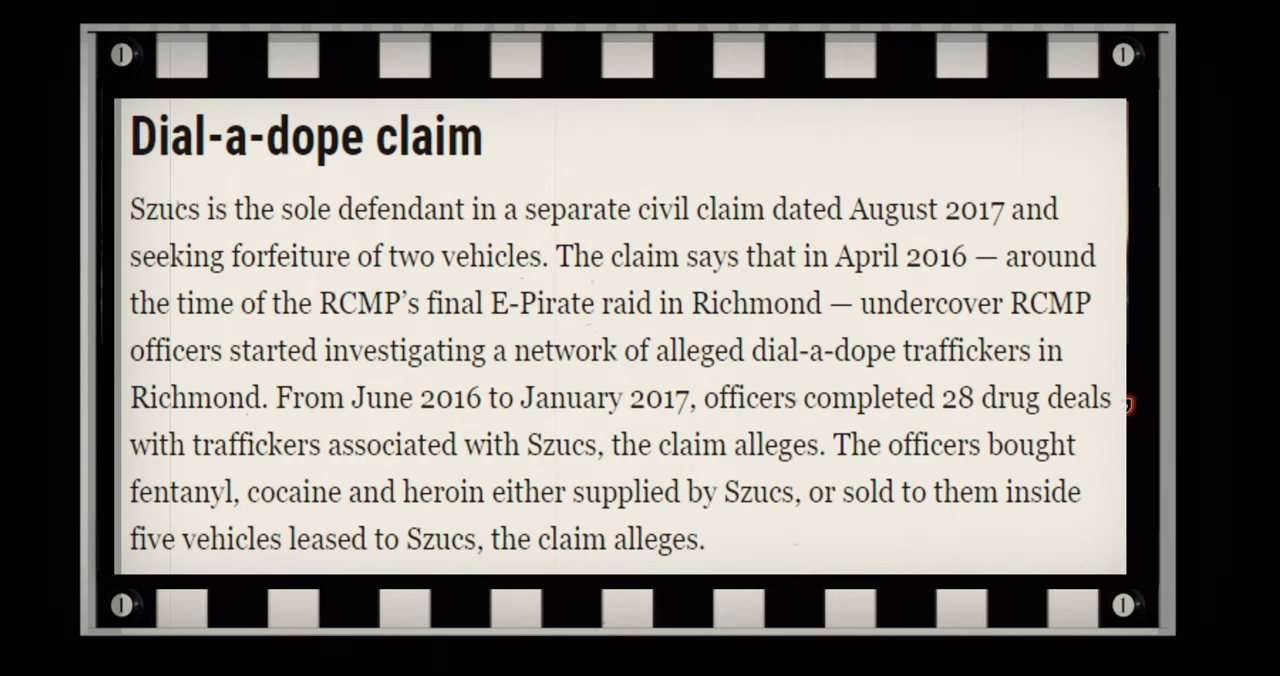 Dial-a-dope claim
Szucs is the sole defendant in a separate civil claim dated August 2017 and
seeking forfeiture of two vehicles. The claim says that in April 2016 — around
the time of the RCMP’s final E-Pirate raid in Richmond — undercover RCMP
officers started investigating a network of alleged dial-a-dope traffickers in
Richmond. From June 2016 to January 2017, officers completed 28 drug deals
with traffickers associated with Szucs, the claim alleges. The officers bought
fentanyl, cocaine and heroin either supplied by Szucs, or sold to them inside
five vehicles leased to Szucs, the claim alleges.